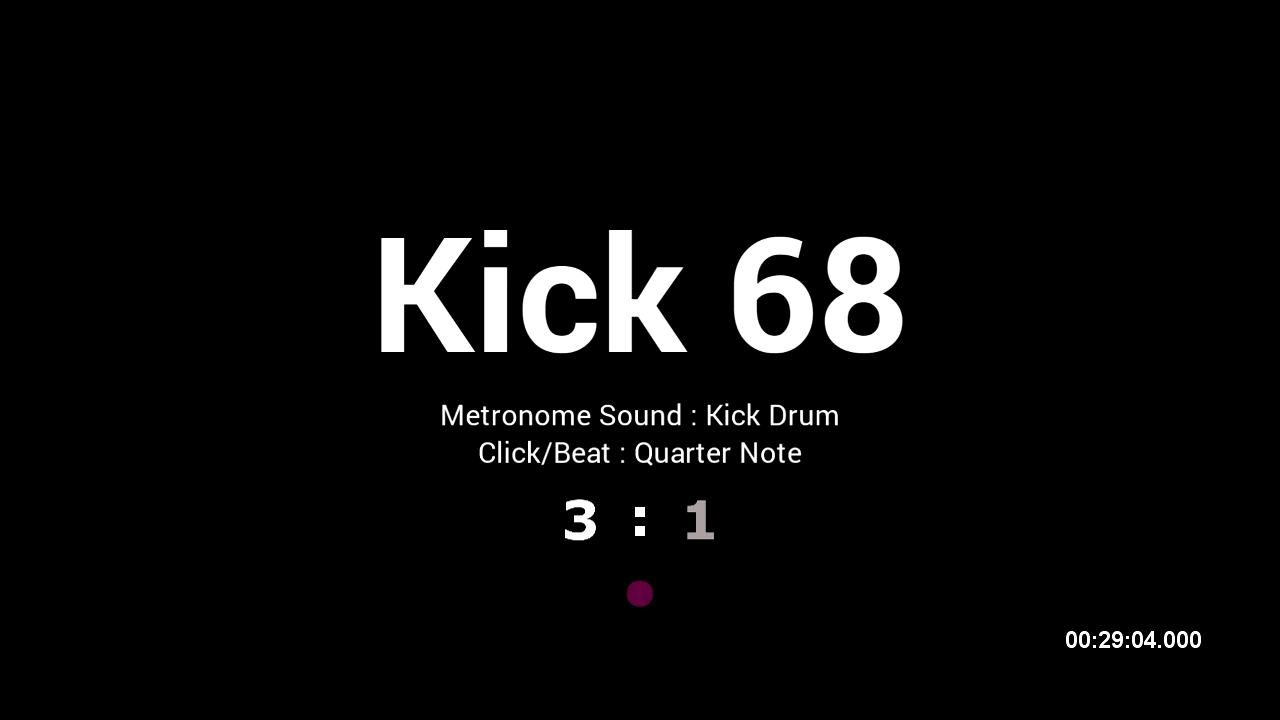 Kick 68
Metronome Sound : Kick Drum
Click/Beat : Quarter Note
3 : 1
00:29:04.000